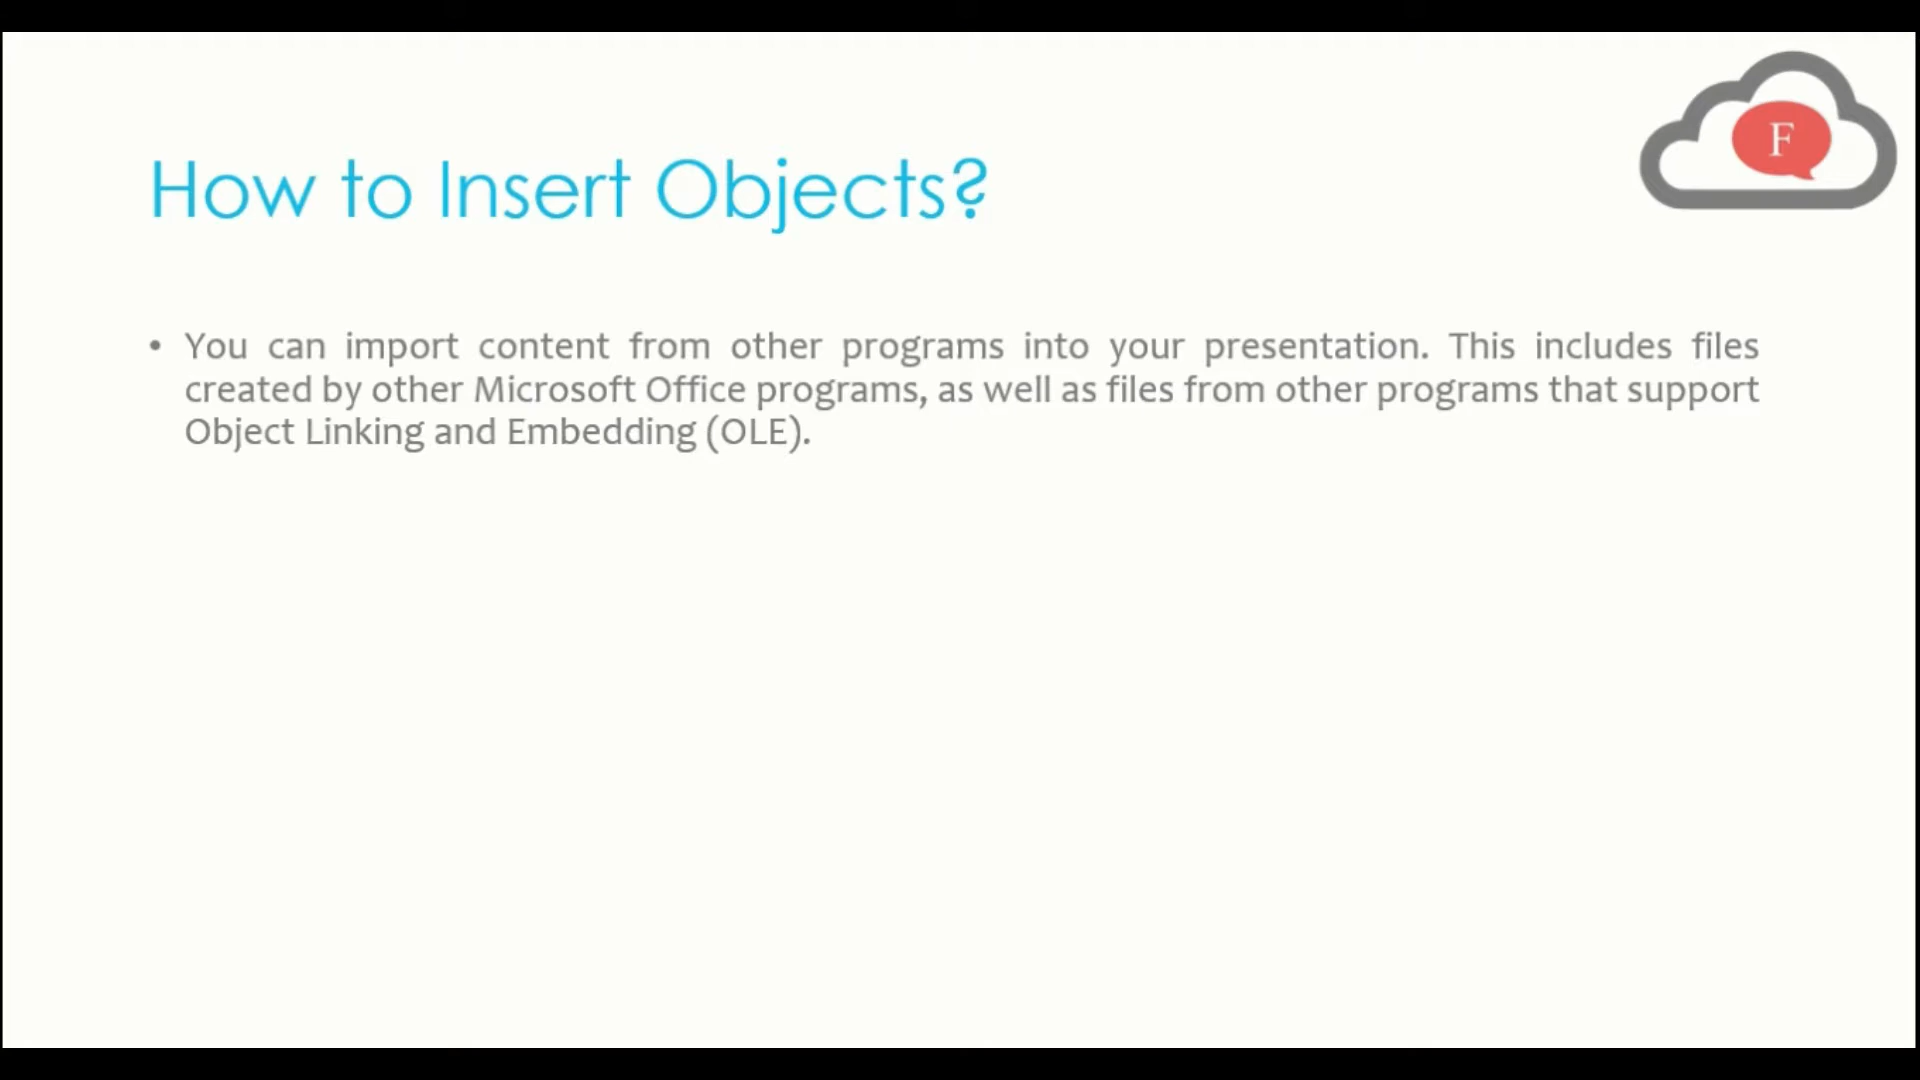 F
How to Insert Objects?
• You can import content from other programs into your presentation. This includes files
created by other Microsoft Office programs, as well as files from other programs that support
Object Linking and Embedding (OLE).